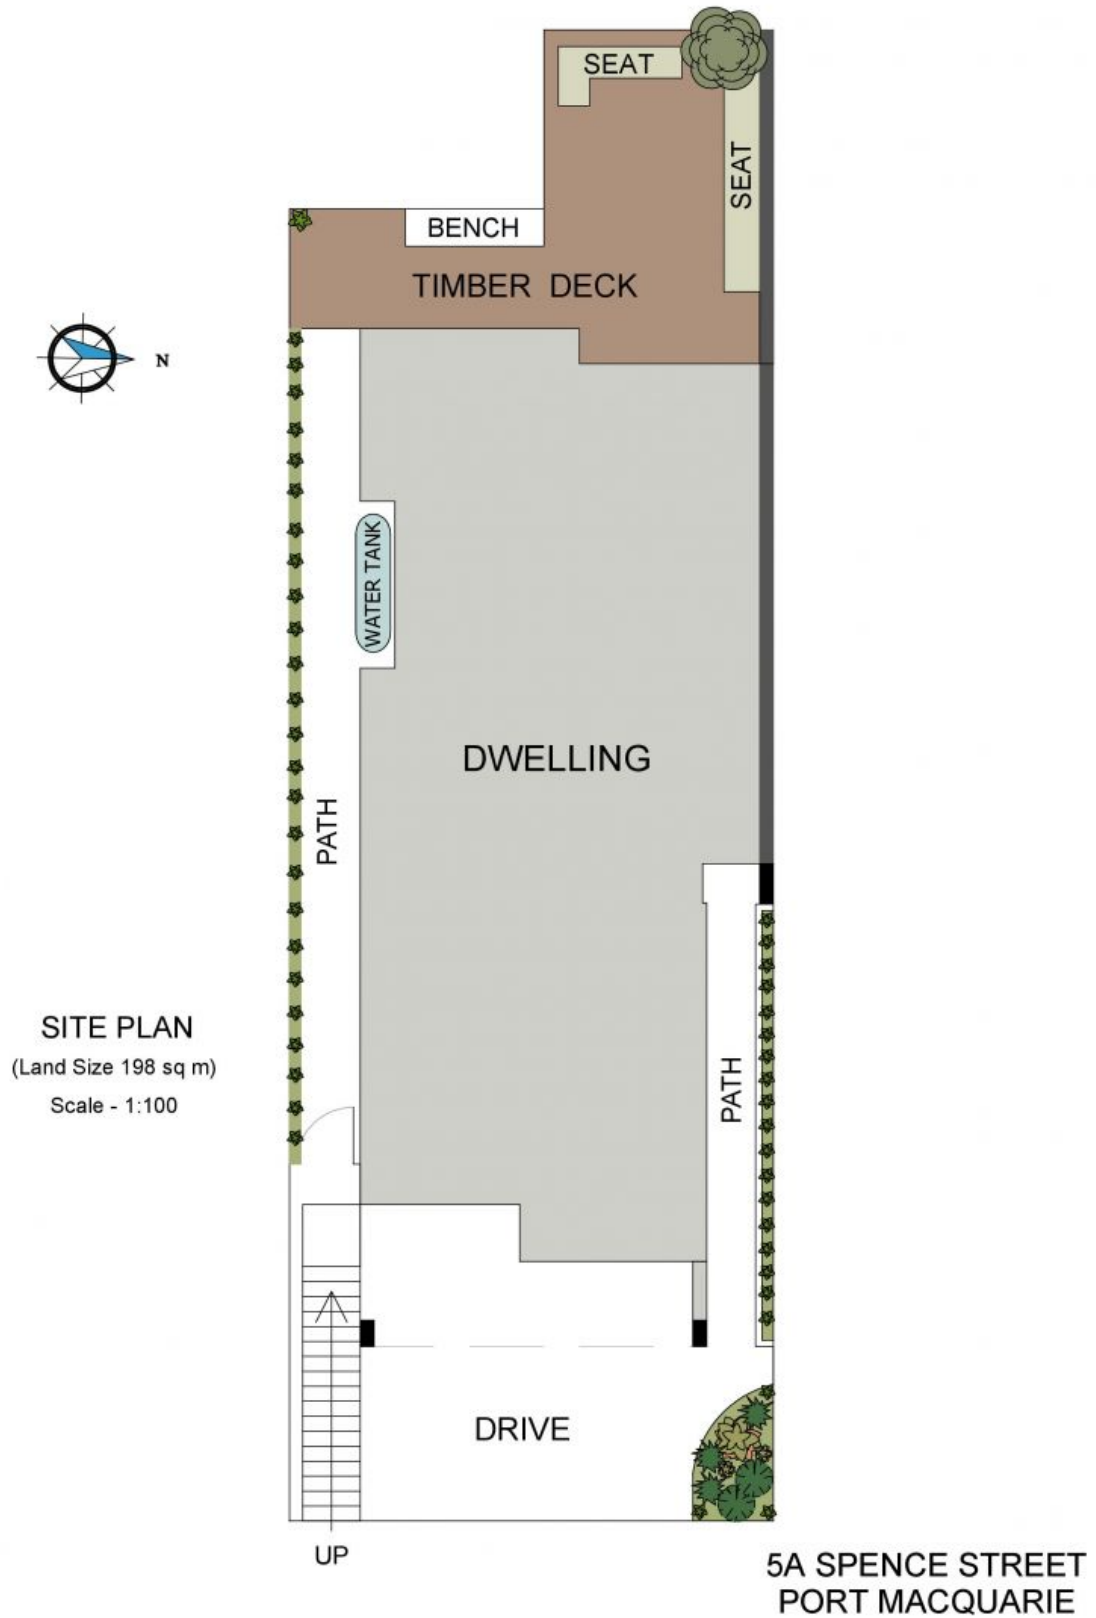 SEAT
SEAT
BENCH
TIMBER DECK
N
WATER TANK
DWELLING
PATH
SITE PLAN
(Land Size 198 sq m)
Scale - 1:100
PATH
DRIVE
UP
5A SPENCE STREET
PORT MACQUARIE